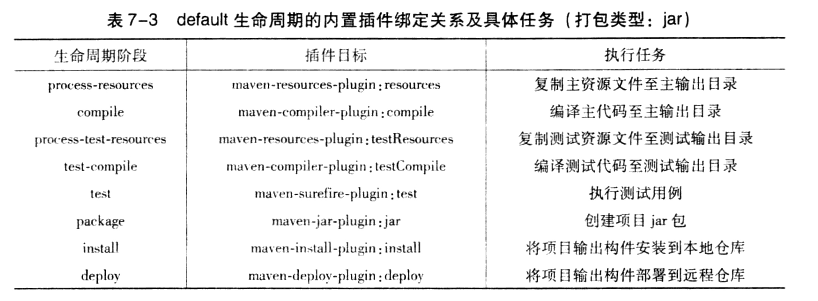 表 7-3 default 生命周期的内置插件绑定关系及具体任务（打包类型：jar）
生命周期阶段 插件目标 执行任务
process-resources maven-resources-plugin:resources 复制主资源文件至主输出目录
compile maven-compiler-plugin:compile 编译主代码至主输出目录
process-test-resources maven-resources-plugin:testResources 复制测试资源文件至测试输出目录
test-compile maven-compiler-plugin:testCompile 编译测试代码至测试输出目录
test maven-surefire-plugin:test 执行测试用例
package maven-jar-plugin:jar 创建项目 jar 包
install maven-install-plugin:install 将项目输出构件安装到本地仓库
deploy maven-deploy-plugin:deploy 将项目输出构件部署到远程仓库